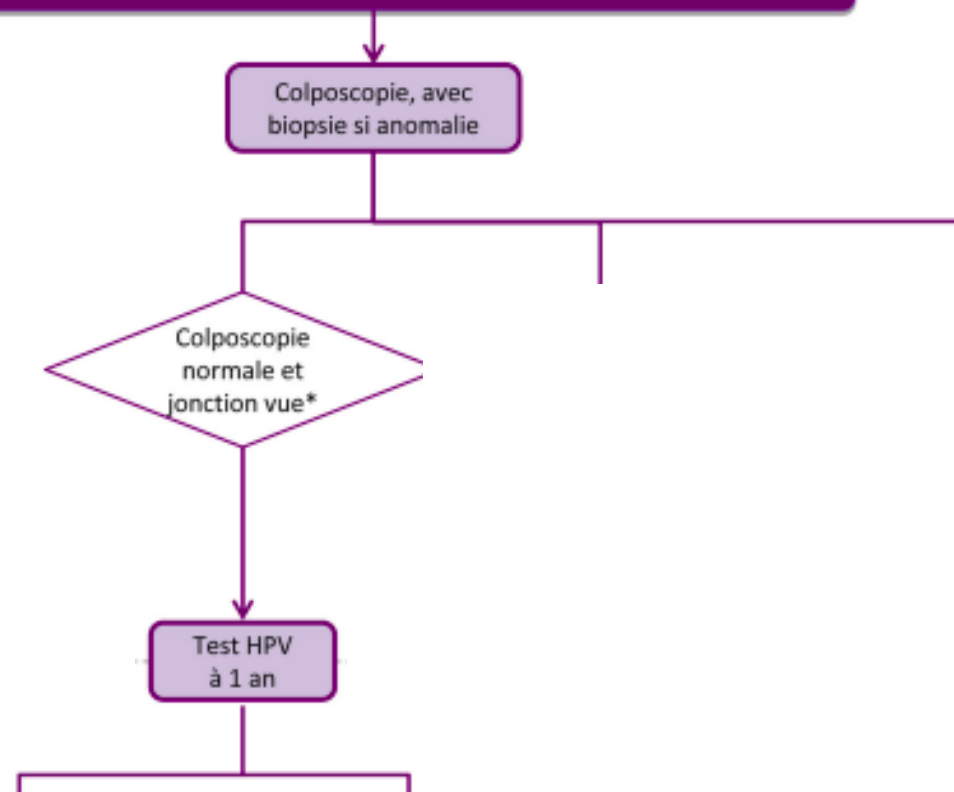 Colposcopie, avec
biopsie si anomalie
Colposcopie
normale et
jonction vue*
Test HPV
à 1 an